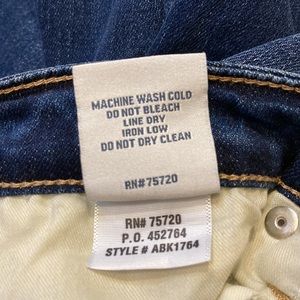 MACHINE WASH COLD
DO NOT BLEACH
LINE DRY
IRON LOW
DO NOT DRY CLEAN
RN#75720
RN# 75720
P.O. 452764
STYLE # ABK1764